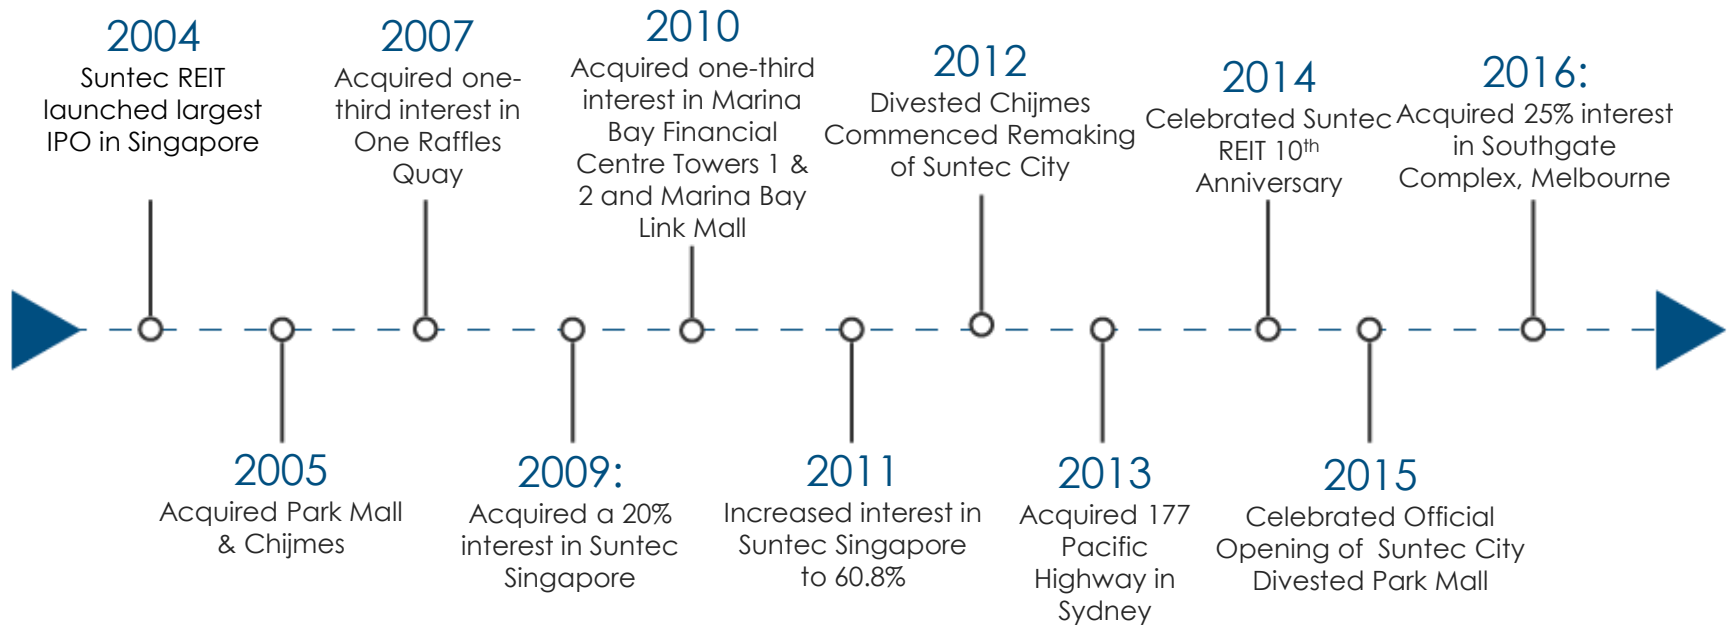 2004
Suntec REIT
launched largest
IPO in Singapore
2005
Acquired Park Mall
& Chijmes
2007
Acquired one-
third interest in
One Raffles
Quay
2009:
Acquired a 20%
interest in Suntec
Singapore
2010
Acquired one-third
interest in Marina
Bay Financial
Centre Towers 1 &
2 and Marina Bay
Link Mall
2011
Increased interest in
Suntec Singapore
to 60.8%
2012
Divested Chijmes
Commenced Remaking
of Suntec City
2013
Acquired 177
Pacific
Highway in
Sydney
2014
Celebrated Suntec
REIT 10th
Anniversary
2015
Celebrated Official
Opening of Suntec City
Divested Park Mall
2016:
Acquired 25% interest
in Southgate
Complex, Melbourne